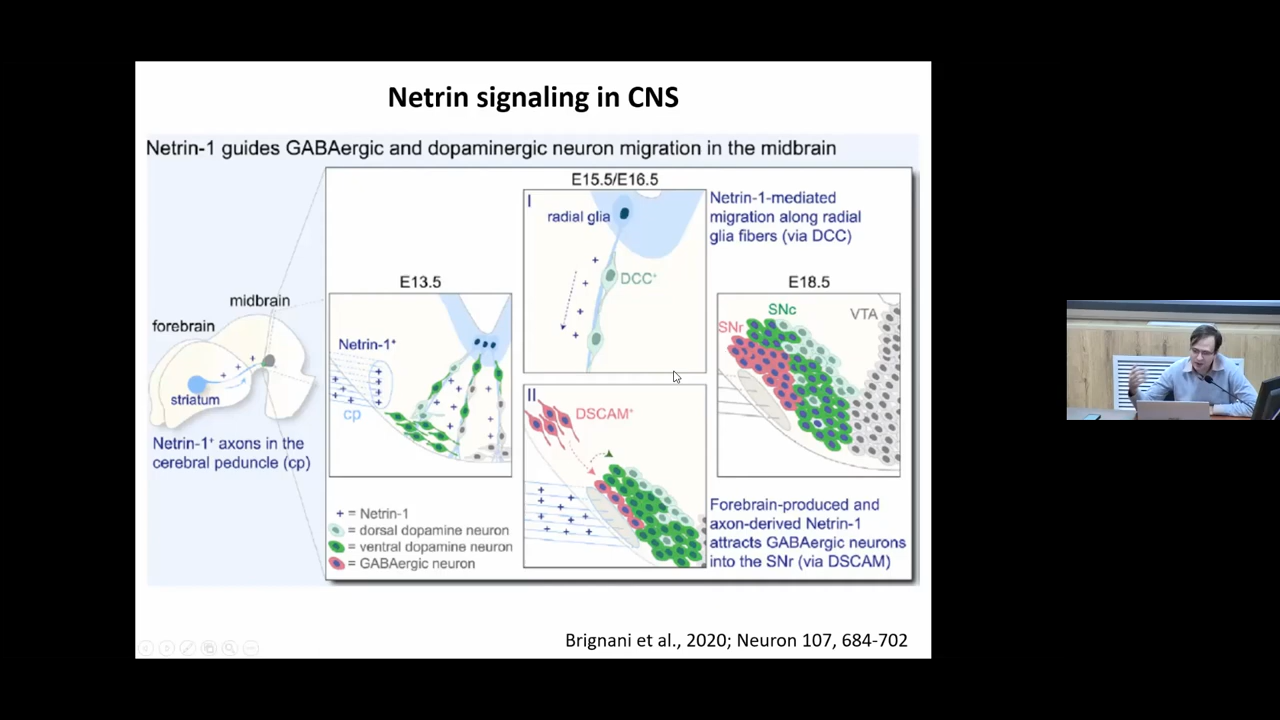 Netrin signaling in CNS
Netrin-1 guides GABAergic and dopaminergic neuron migration in the midbrain
E15.5/E16.5
I
radial glia
DCC⁺
Netrin-1-mediated
migration along radial
glia fibers (via DCC)
midbrain
forebrain
striatum
Netrin-1⁺ axons in the
cerebral peduncle (cp)
E13.5
Netrin-1⁺
cp
E18.5
SNc
SNr
VTA
II
DSCAM⁺
+ = Netrin-1
= dorsal dopamine neuron
= ventral dopamine neuron
= GABAergic neuron
Forebrain-produced and
axon-derived Netrin-1
attracts GABAergic neurons
into the SNr (via DSCAM)
Brignani et al., 2020; Neuron 107, 684-702